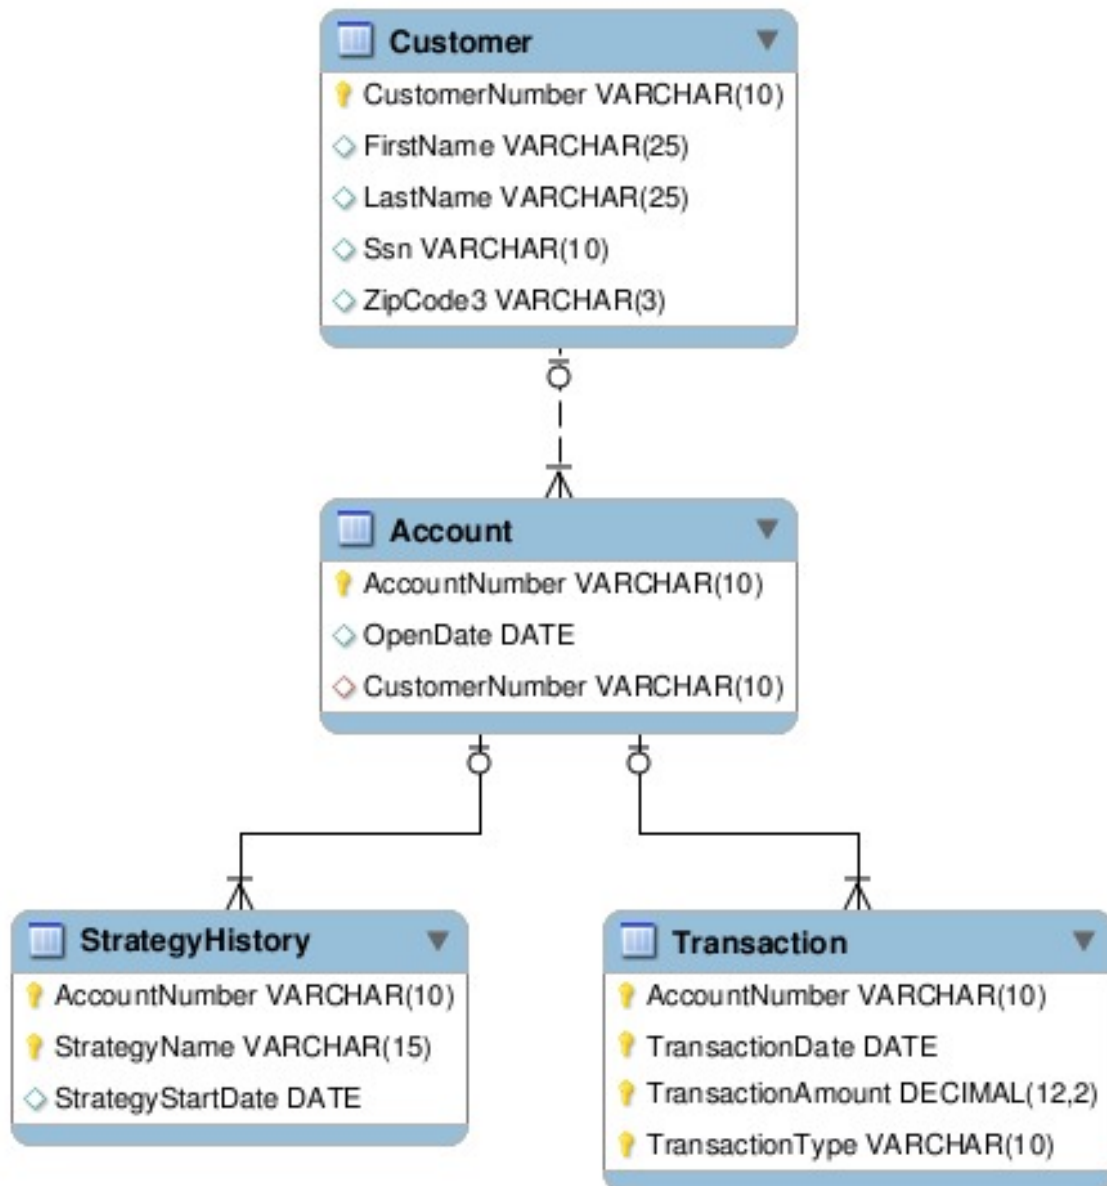 Customer
CustomerNumber VARCHAR(10)
FirstName VARCHAR(25)
LastName VARCHAR(25)
Ssn VARCHAR(10)
ZipCode3 VARCHAR(3)
Account
AccountNumber VARCHAR(10)
OpenDate DATE
CustomerNumber VARCHAR(10)
StrategyHistory
AccountNumber VARCHAR(10)
StrategyName VARCHAR(15)
StrategyStartDate DATE
Transaction
AccountNumber VARCHAR(10)
TransactionDate DATE
TransactionAmount DECIMAL(12,2)
TransactionType VARCHAR(10)